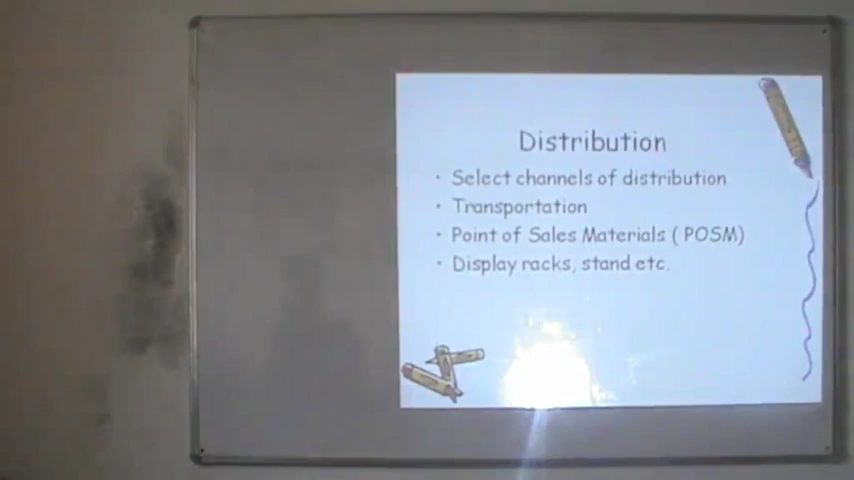 Distribution
• Select channels of distribution
• Transportation
• Point of Sales Materials ( POSM)
• Display racks, stand etc.